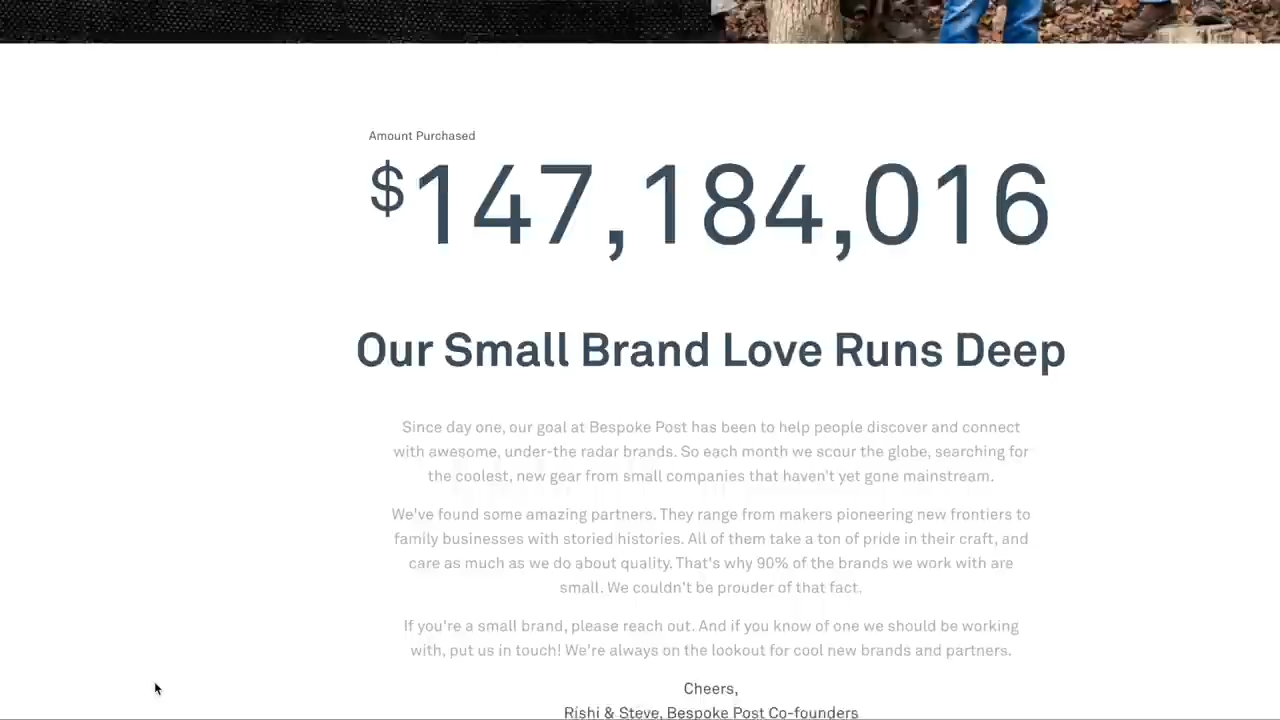 Amount Purchased
$147,184,016
Our Small Brand Love Runs Deep
Since day one, our goal at Bespoke Post has been to help people discover and connect
with awesome, under-the radar brands. So each month we scour the globe, searching for
the coolest, new gear from small companies that haven't yet gone mainstream.
We've found some amazing partners. They range from makers pioneering new frontiers to
family businesses with storied histories. All of them take a ton of pride in their craft, and
care as much as we do about quality. That's why 90% of the brands we work with are
small. We couldn't be prouder of that fact.
If you're a small brand, please reach out. And if you know of one we should be working
with, put us in touch! We're always on the lookout for cool new brands and partners.
Cheers,
Rishi & Steve, Bespoke Post Co-founders